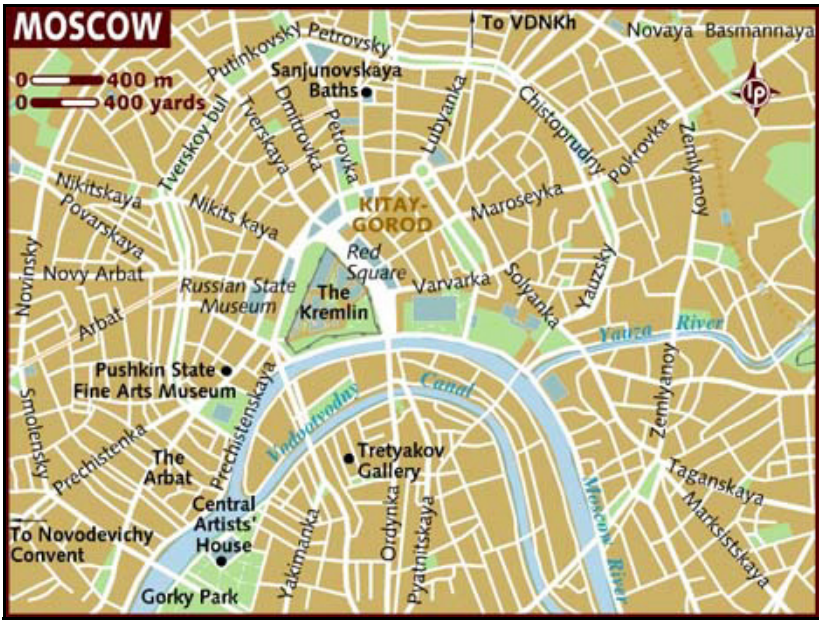 MOSCOW
To VDNKh
Novaya Basmannaya
Putinkovsky
Petrovsky
0 400 m
0 400 yards
Sanjunovskaya
Baths
lp
Tverskoy bul
Tverskaya
Dmitrovka
Petrovka
Lubyanka
Chistoprudny
Pokrovka
Zemlyanoy
Nikitskaya
Povarskaya
Nikits kaya
KITAY-
GOROD
Maroseyka
Novinsky
Novy Arbat
Arbat
Russian State
Museum
Red
Square
The
Kremlin
Varvarka
Solyanka
Yauzsky
Yauza River
Pushkin State
Fine Arts Museum
Smolensky
Prechistenka
The
Arbat
Prechistenskaya
Vodootvodny Canal
Tretyakov
Gallery
Zemlyanoy
Taganskaya
Marksistskaya
To Novodevichy
Convent
Central
Artists'
House
Gorky Park
Yakimanka
Ordynka
Pyatnitskaya
Moscow River